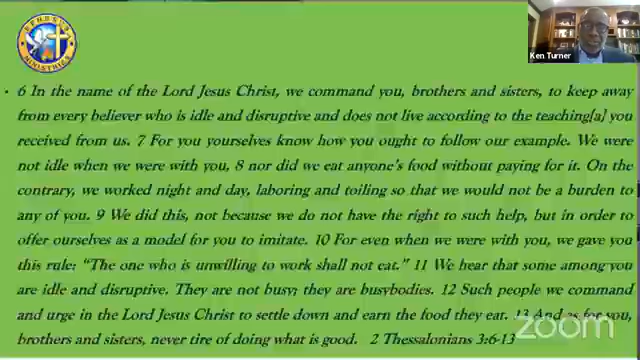 EPHESUS
MINISTRIES
Ken Turner
• 6 In the name of the Lord Jesus Christ, we command you, brothers and sisters, to keep away
from every believer who is idle and disruptive and does not live according to the teaching[a] you
received from us. 7 For you yourselves know how you ought to follow our example. We were
not idle when we were with you, 8 nor did we eat anyone's food without paying for it. On the
contrary, we worked night and day, laboring and toiling so that we would not be a burden to
any of you. 9 We did this, not because we do not have the right to such help, but in order to
offer ourselves as a model for you to imitate. 10 For even when we were with you, we gave you
this rule: "The one who is unwilling to work shall not eat." 11 We hear that some among you
are idle and disruptive. They are not busy; they are busybodies. 12 Such people we command
and urge in the Lord Jesus Christ to settle down and earn the food they eat. 13 And as for you,
brothers and sisters, never tire of doing what is good. 2 Thessalonians 3:6-13
zoom